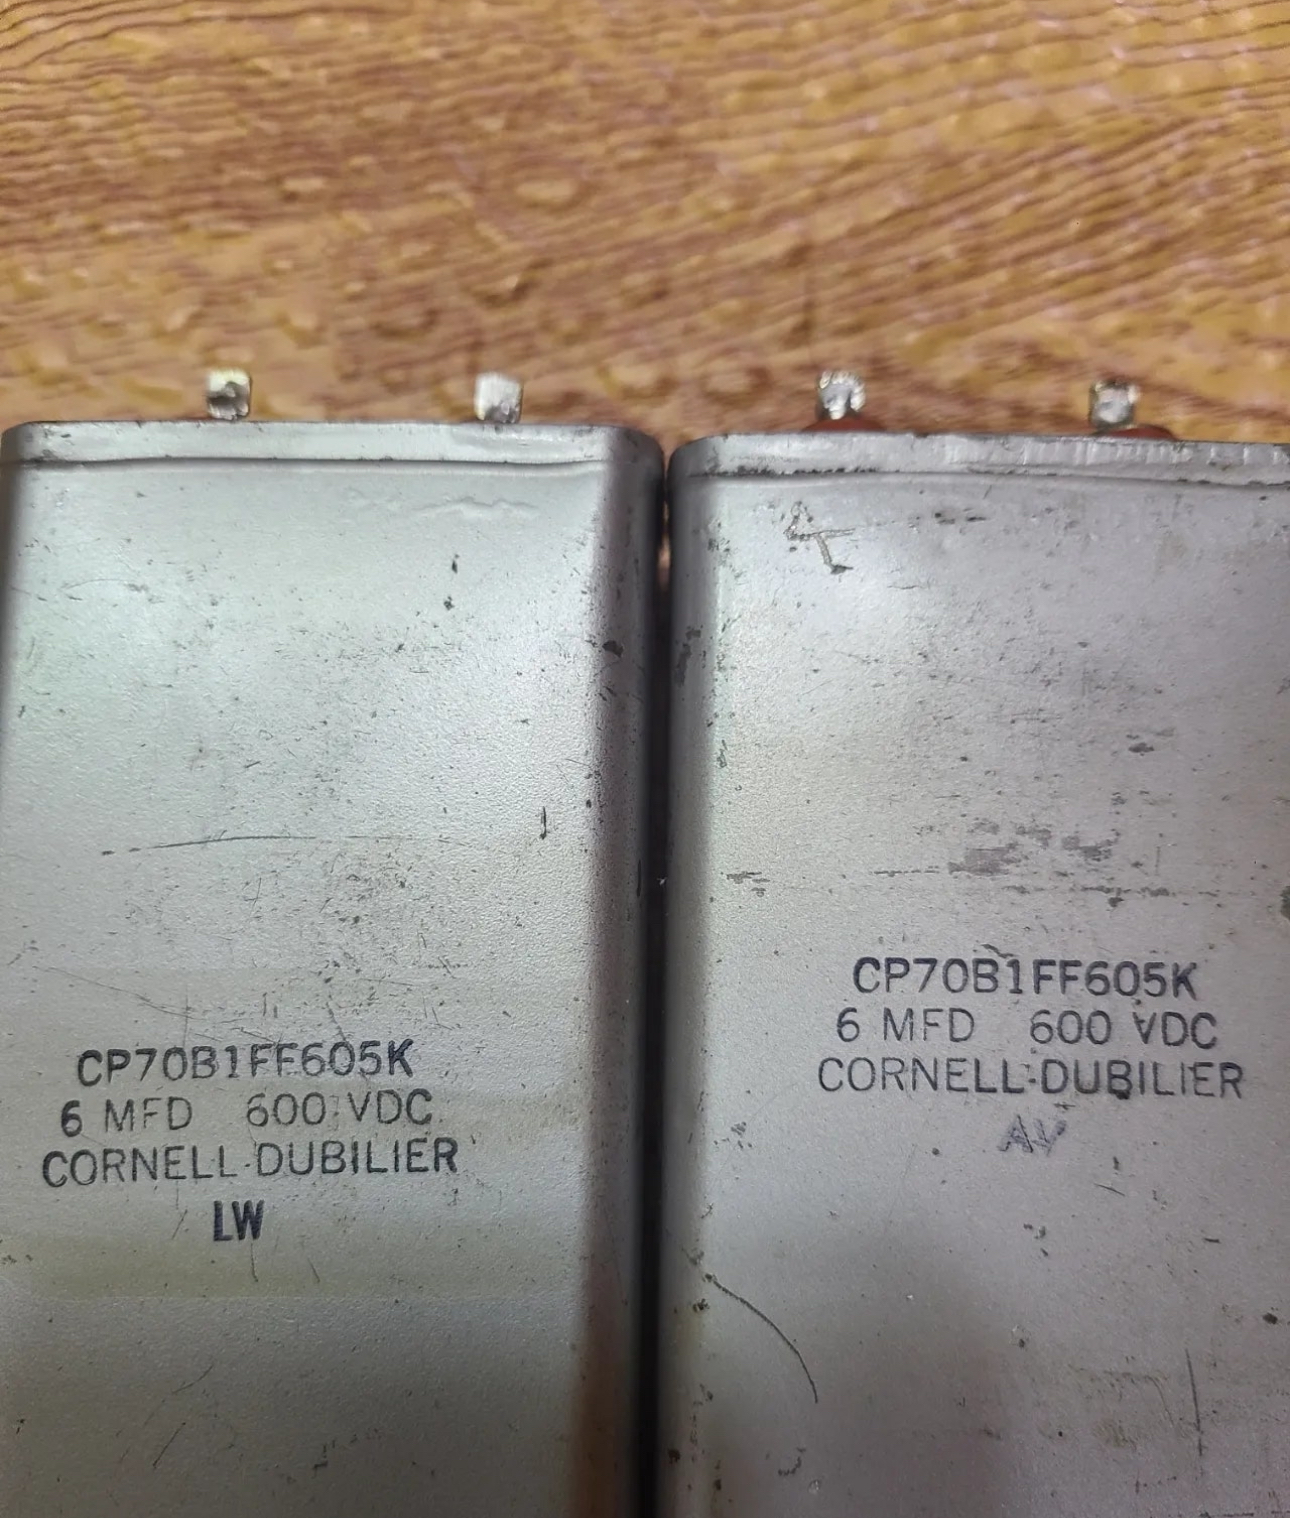 CP70B1FF605K
6 MFD 600 VDC
CORNELL-DUBILIER
LW
CP70B1FF605K
6 MFD 600 VDC
CORNELL-DUBILIER
AV